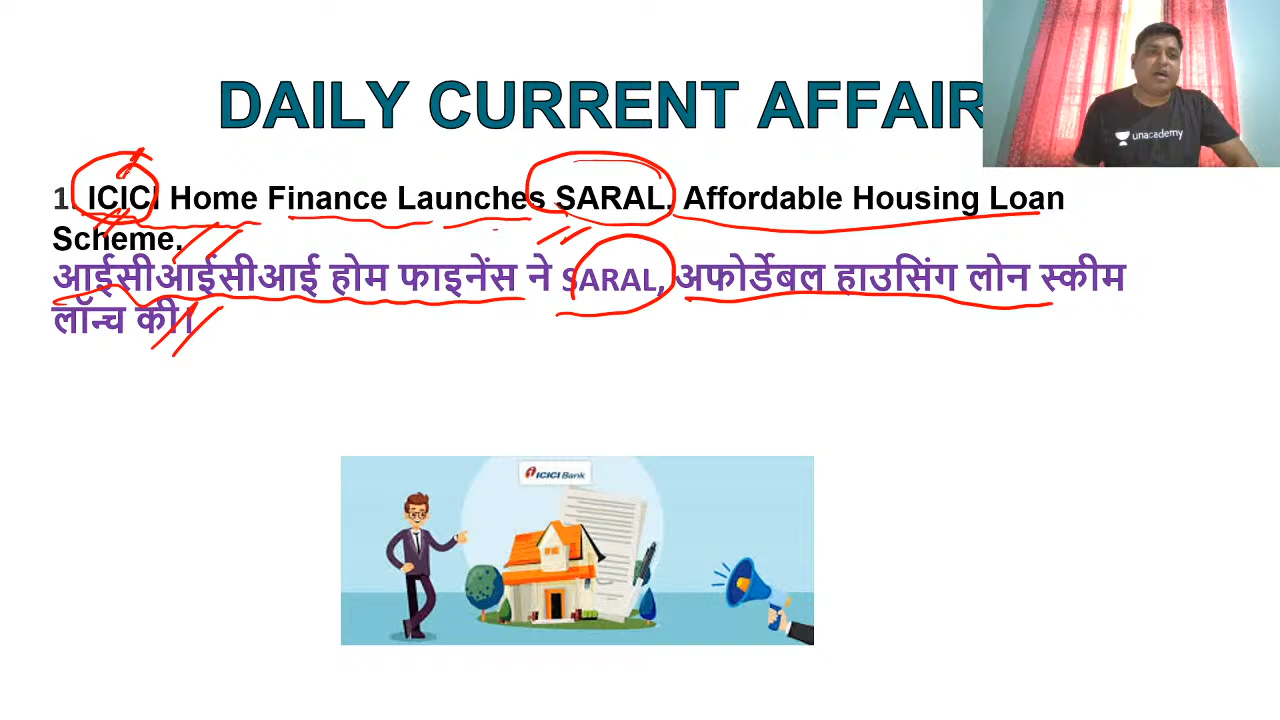 DAILY CURRENT AFFAIR
unacademy
1. ICICI Home Finance Launches SARAL, Affordable Housing Loan
Scheme.
आईसीआईसीआई होम फाइनेंस ने SARAL, अफोर्डेबल हाउसिंग लोन स्कीम
लॉन्च की।
ICICI Bank